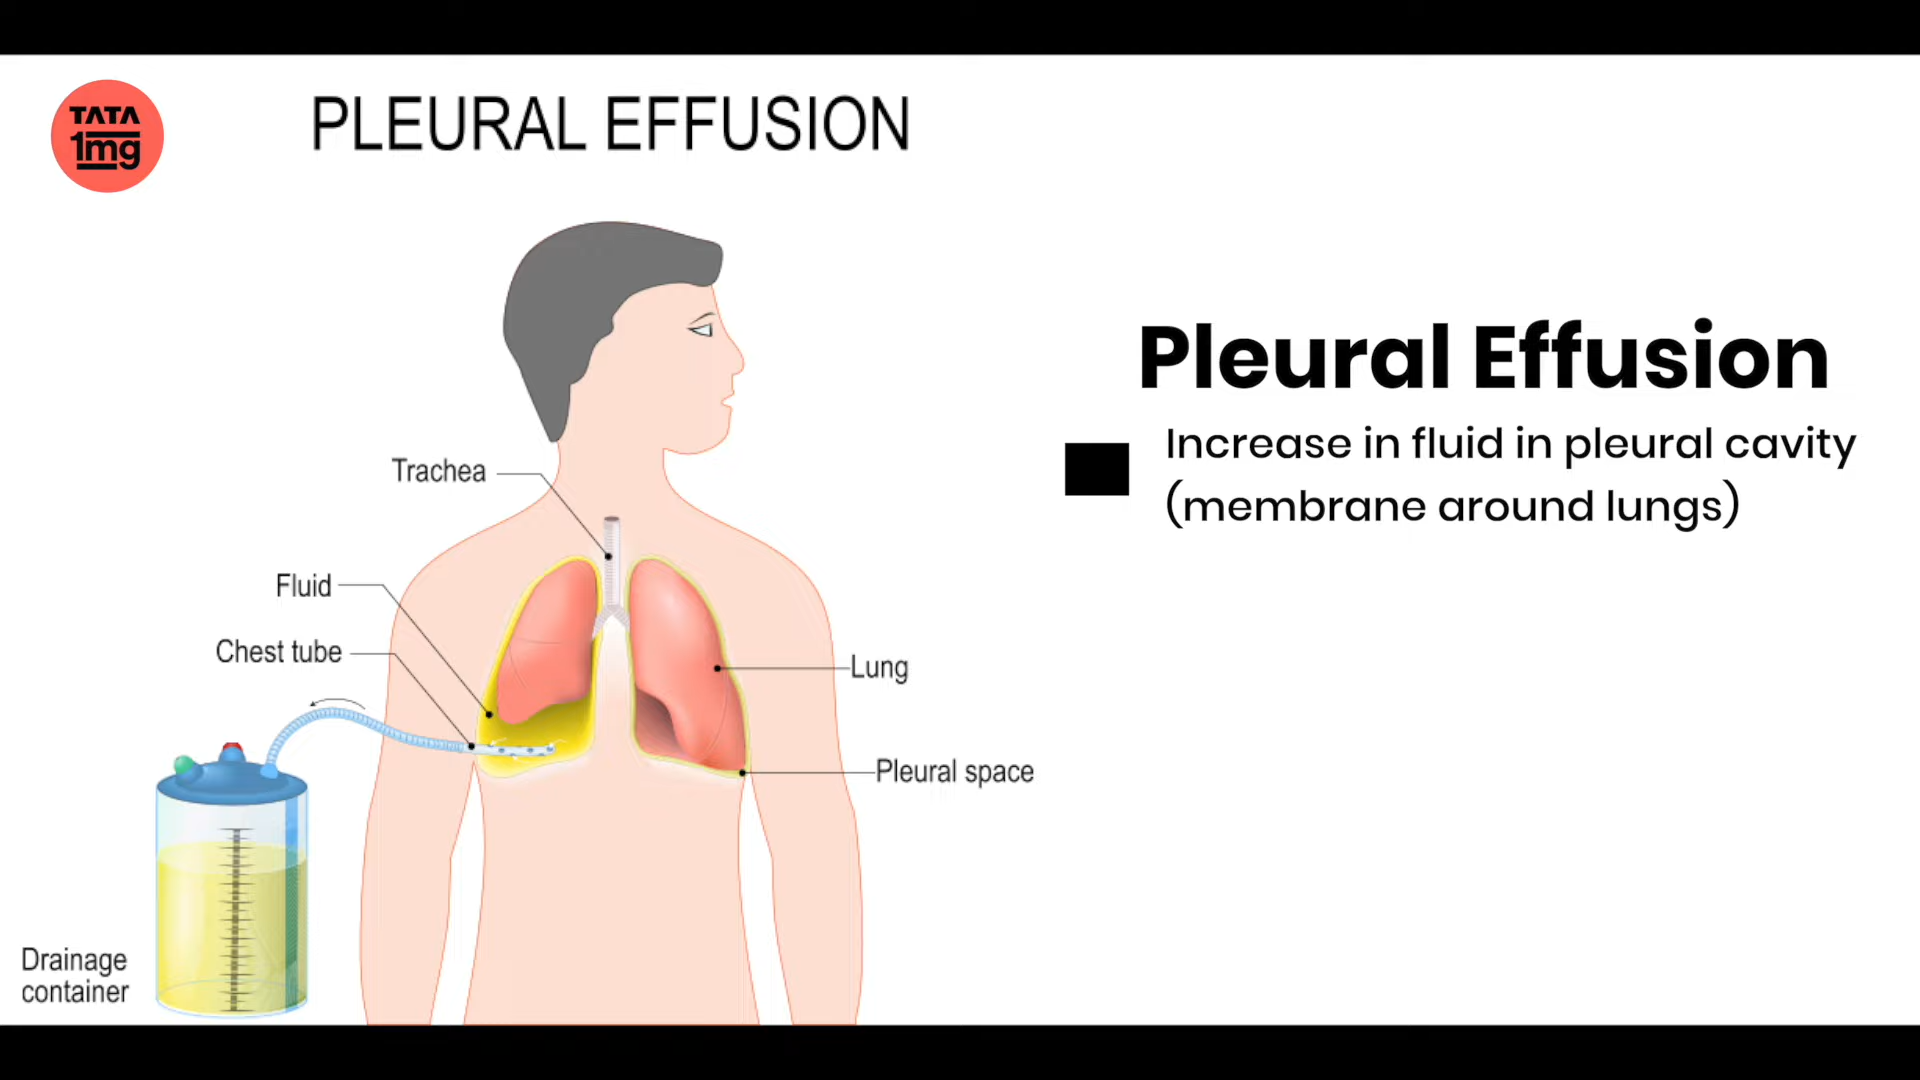 TATA
1mg
PLEURAL EFFUSION
Pleural Effusion
Increase in fluid in pleural cavity
(membrane around lungs)
Trachea
Fluid
Chest tube
Lung
Pleural space
Drainage
container